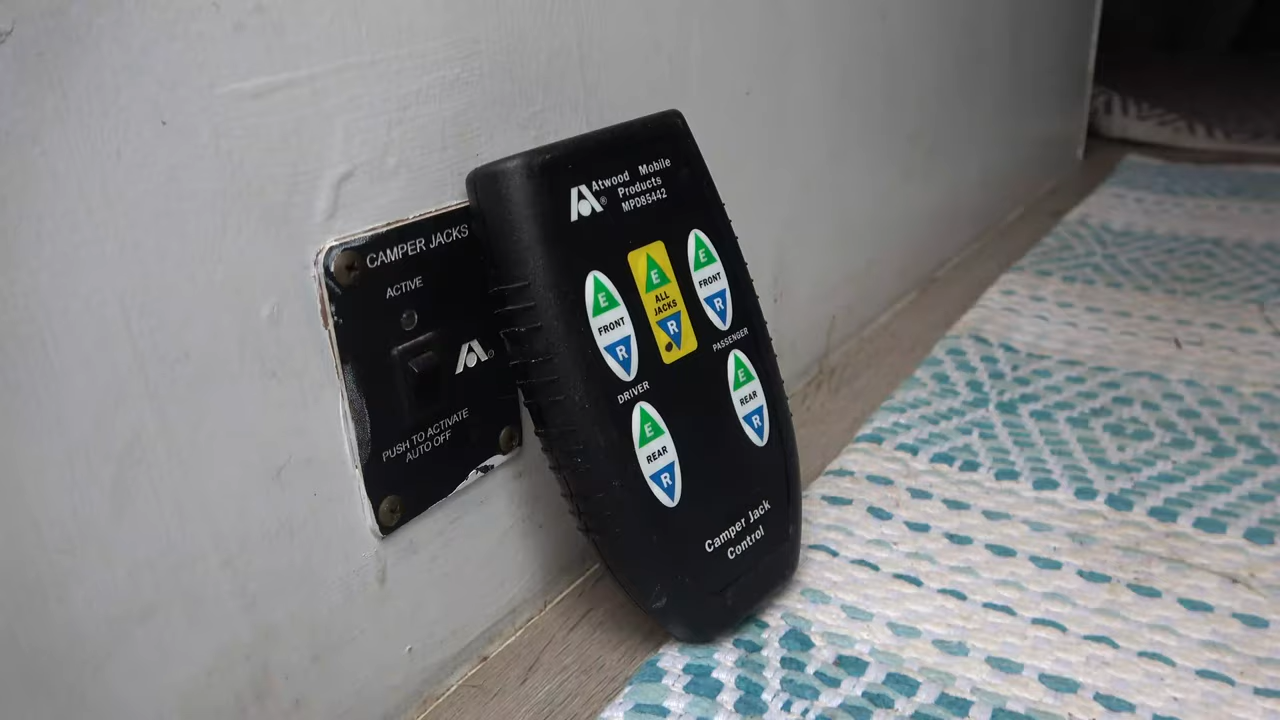 CAMPER JACKS
ACTIVE
PUSH TO ACTIVATE
AUTO OFF
Atwood Mobile
Products
MPD85442
®
E
FRONT
R
E
ALL
JACKS
R
E
FRONT
R
DRIVER
PASSENGER
E
REAR
R
E
REAR
R
Camper Jack
Control